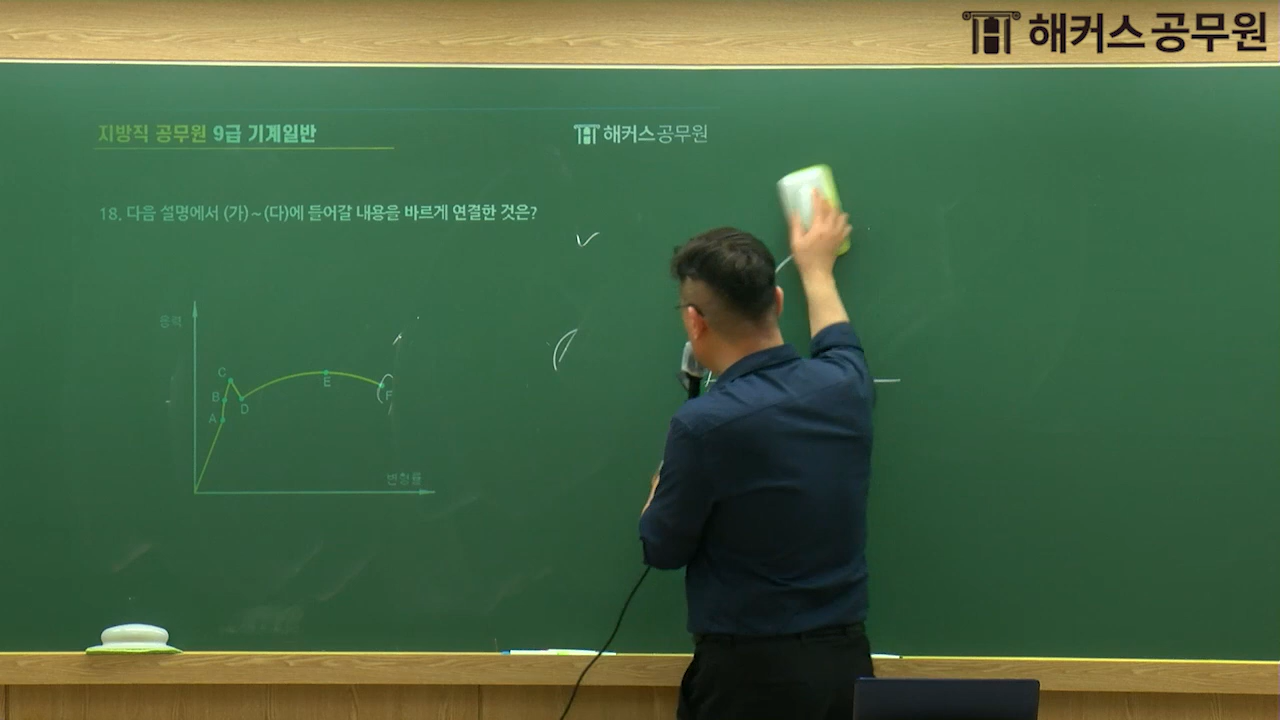 해커스공무원
지방직 공무원 9급 기계일반
해커스공무원
18. 다음 설명에서 (가)~(다)에 들어갈 내용을 바르게 연결한 것은?
응력
C
B
E
F
D
A
변형률